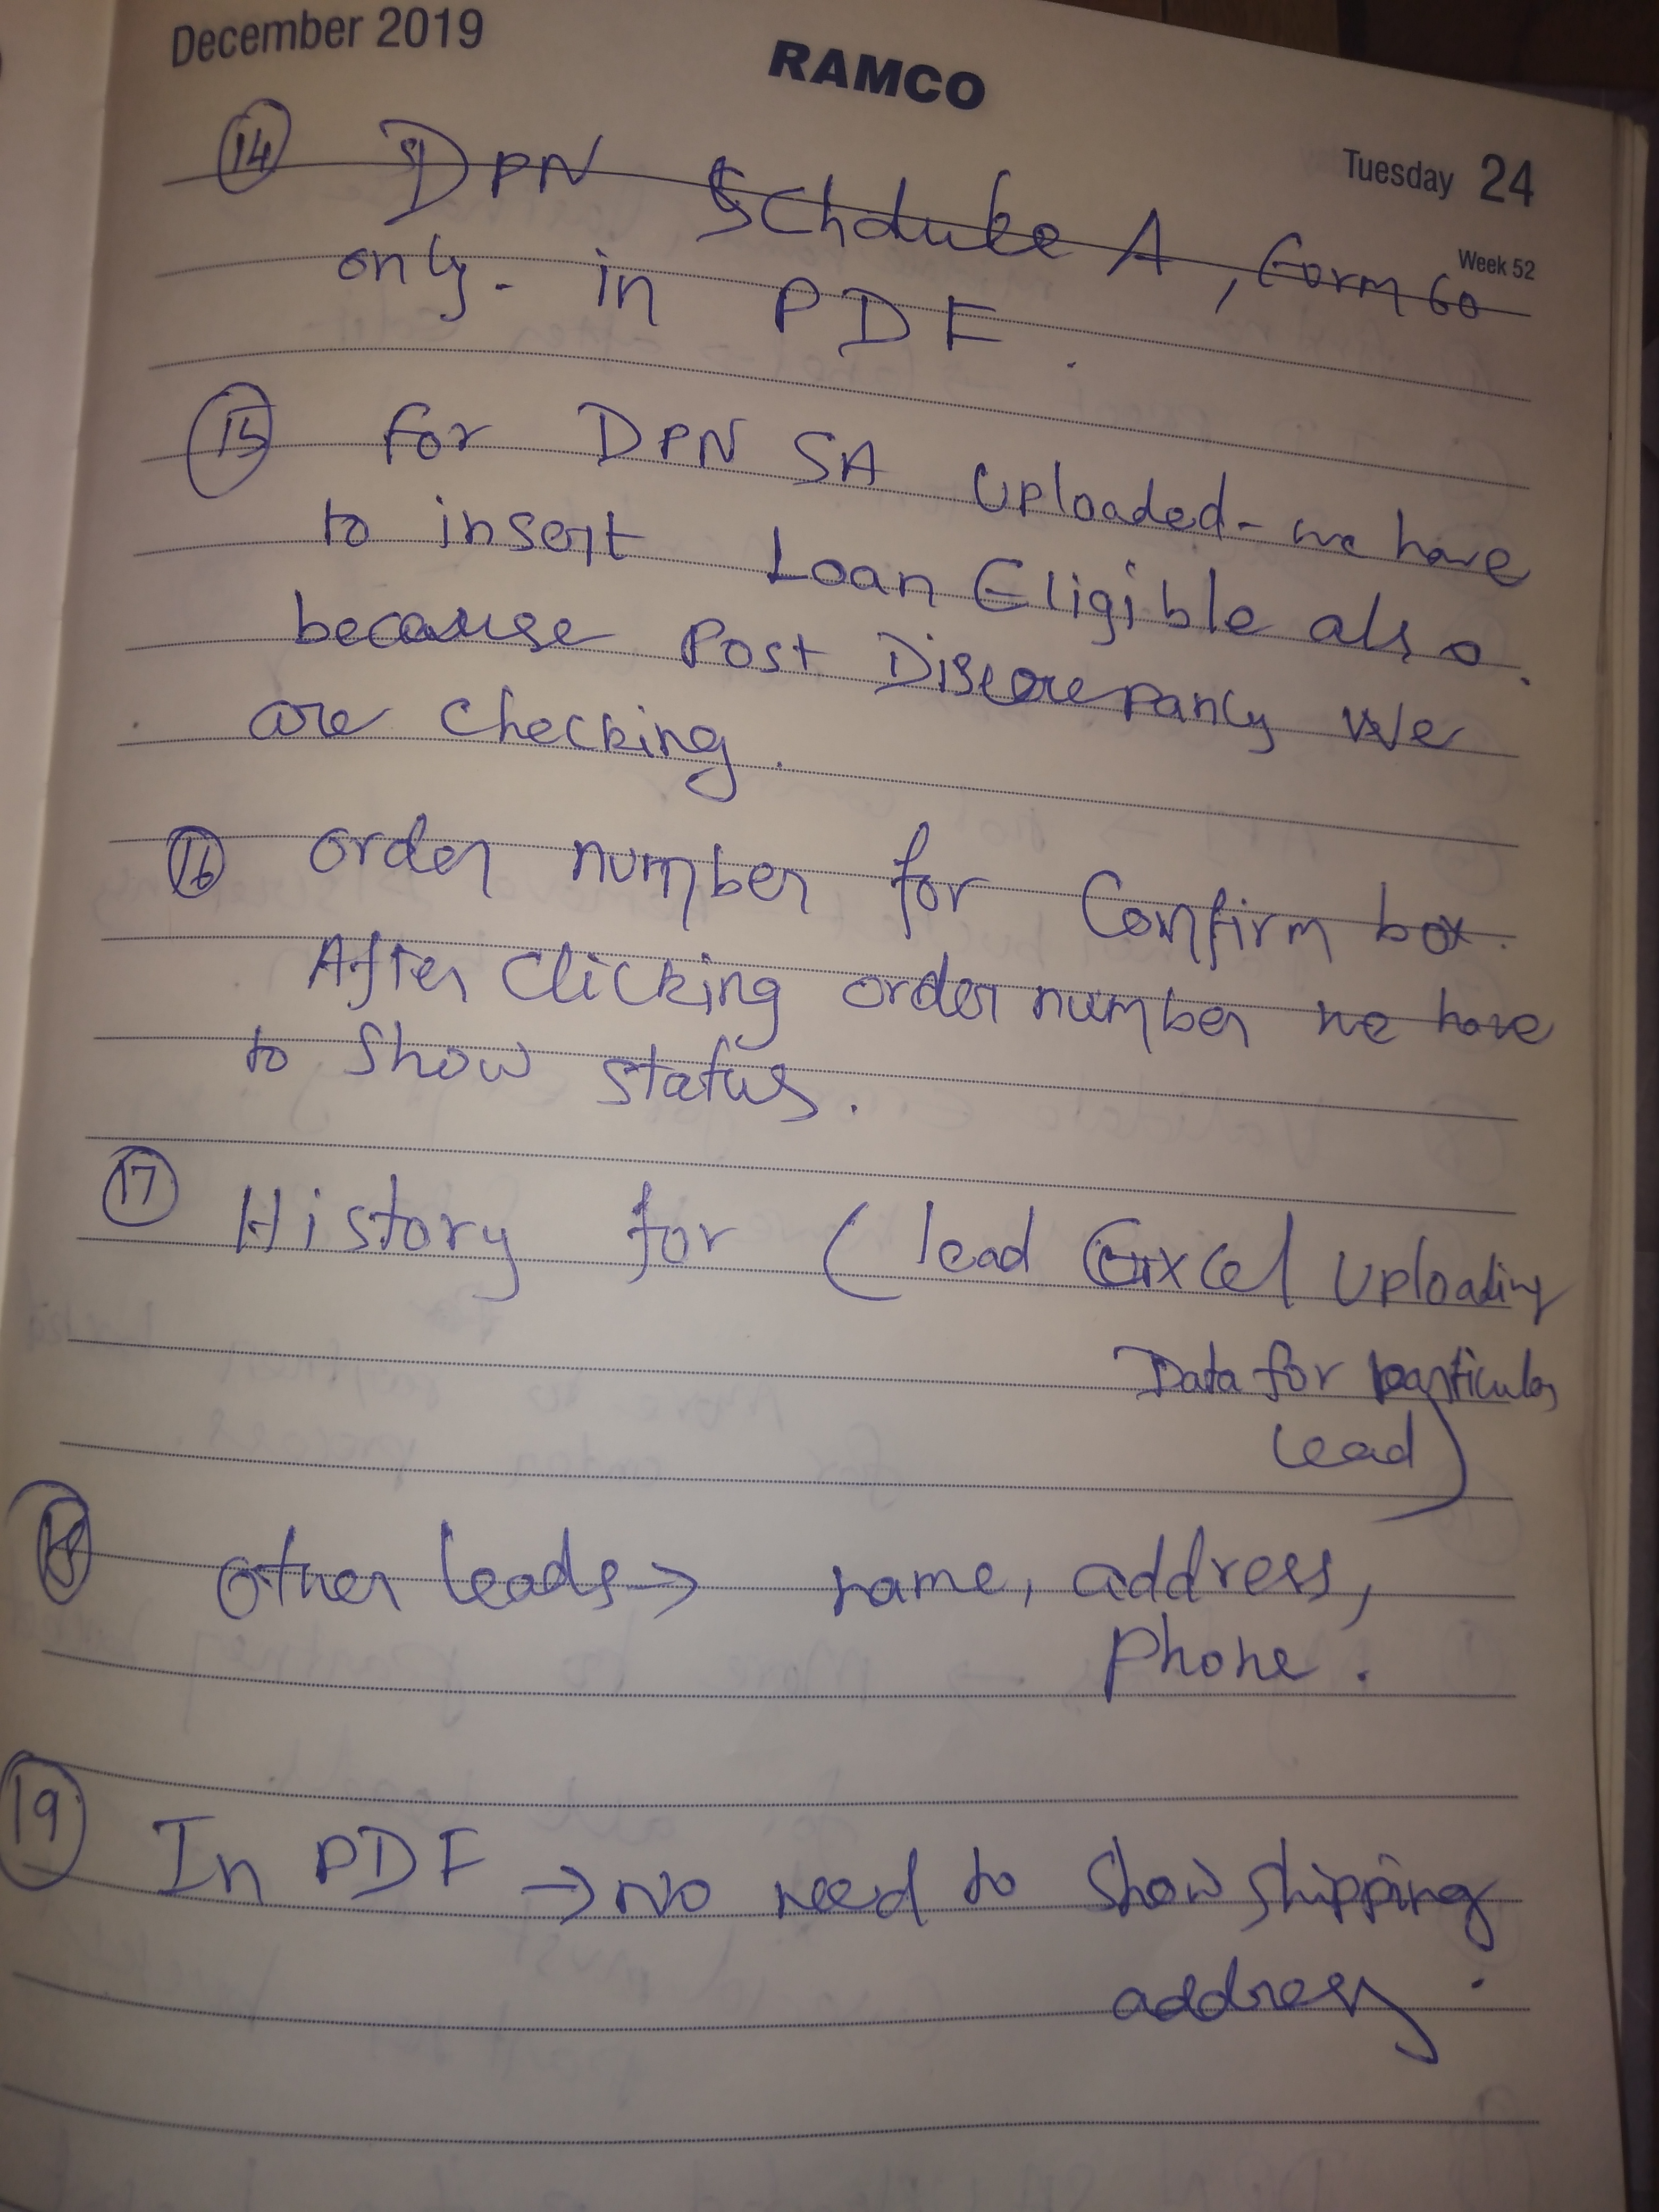 December 2019
RAMCO
Tuesday 24
Week 52
14 DPN Schdule A, Form 60
only. in PDF.
15 for DPN SA Uploaded - we have
to insert Loan Eligible also.
because Post Discrepancy we
are checking.
16 order number for Confirm box.
After clicking order number we have
to show status.
17 History for (lead Excel Uploading
Data for particular
lead)
18 other leads → name, address,
phone.
19 In PDF → No need to show shipping
address.